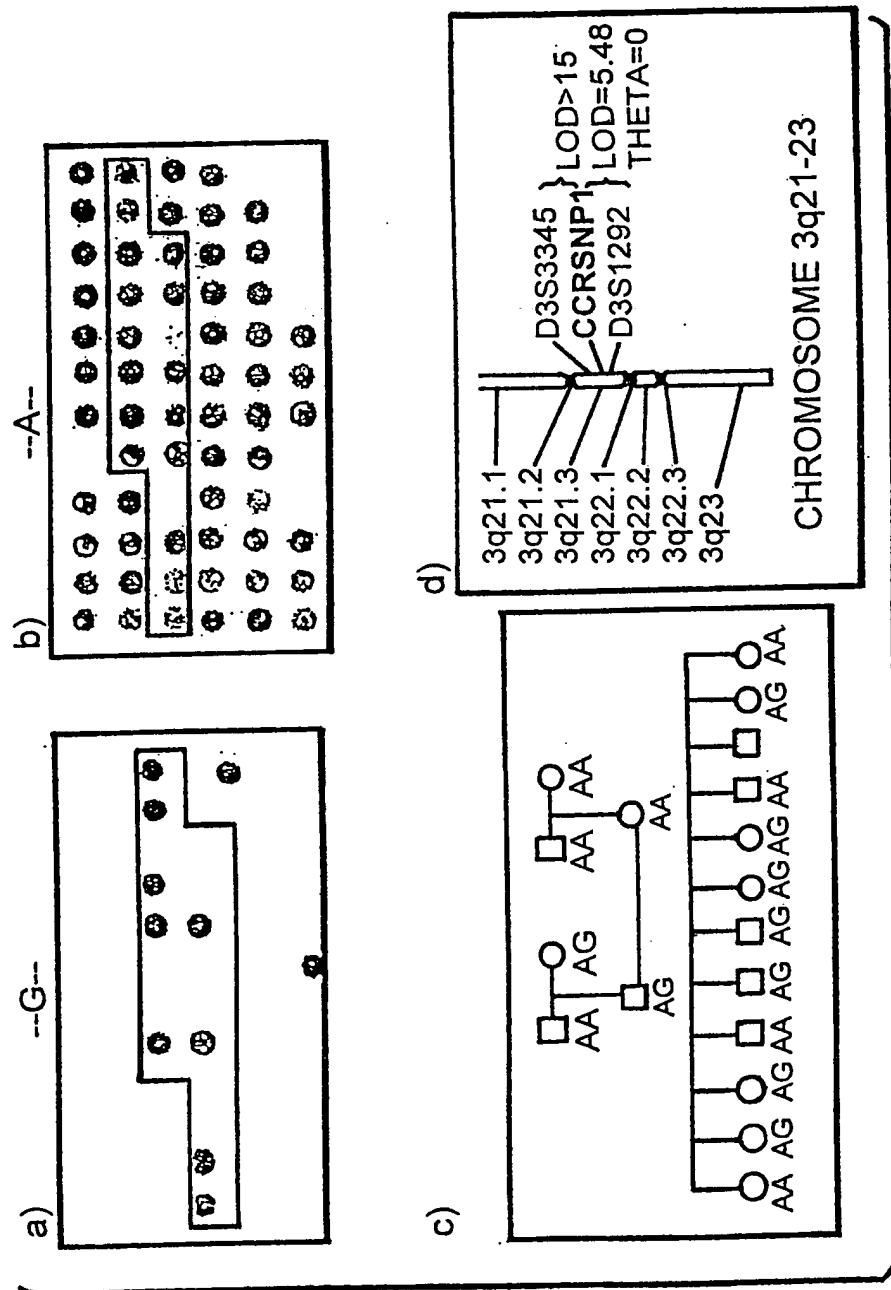 a)
--G--
b)
--A--
c)
AA AG AA AA
AG AA
AA AG AG AA AG AG AG AG AA AG AA
d)
3q21.1
3q21.2
3q21.3
3q22.1
3q22.2
3q22.3
3q23
D3S3345
CCRSNP1
D3S1292
}LOD>15
}LOD=5.48
THETA=0
CHROMOSOME 3q21-23